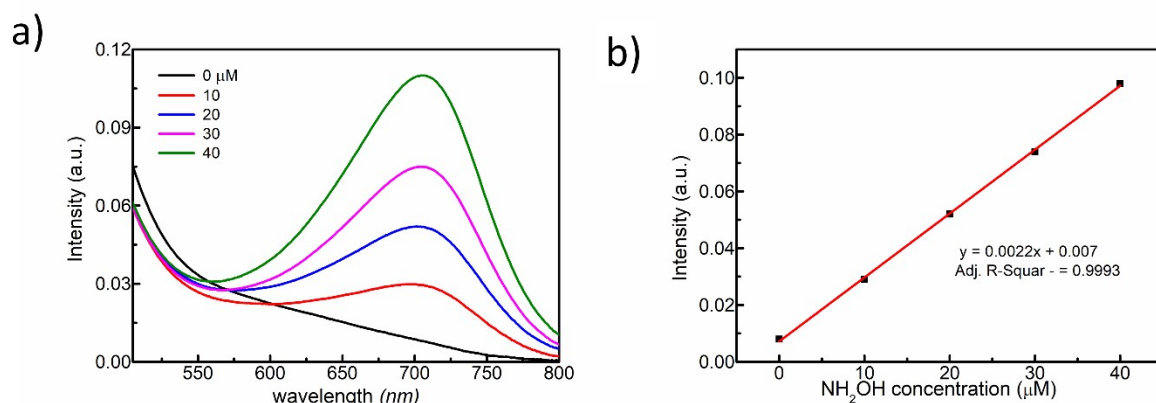 a)
0.12
0.09
0.06
0.03
0.00
Intensity (a.u.)
0 μM
10
20
30
40
550 600 650 700 750 800
wavelength (nm)
b)
0.10
0.08
0.06
0.04
0.02
0.00
Intensity (a.u.)
y = 0.0022x + 0.007
Adj. R-Squar - = 0.9993
0 10 20 30 40
NH₂OH concentration (μM)